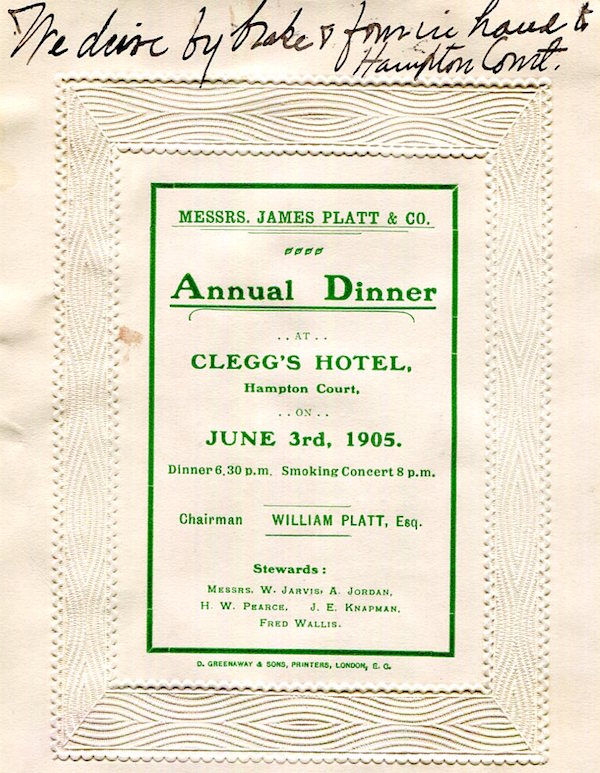 We drive by brake & four in hand to
Hampton Court.
MESSRS. JAMES PLATT & CO.
Annual Dinner
..AT..
CLEGG'S HOTEL,
Hampton Court,
..ON..
JUNE 3rd, 1905.
Dinner 6.30 p.m. Smoking Concert 8 p.m.
Chairman WILLIAM PLATT, Esq.
Stewards:
MESSRS. W. JARVIS, A. JORDAN,
H. W. PEARCE, J. E. KNAPMAN,
FRED WALLIS.
D. GREENAWAY & SONS, PRINTERS, LONDON, E. C.